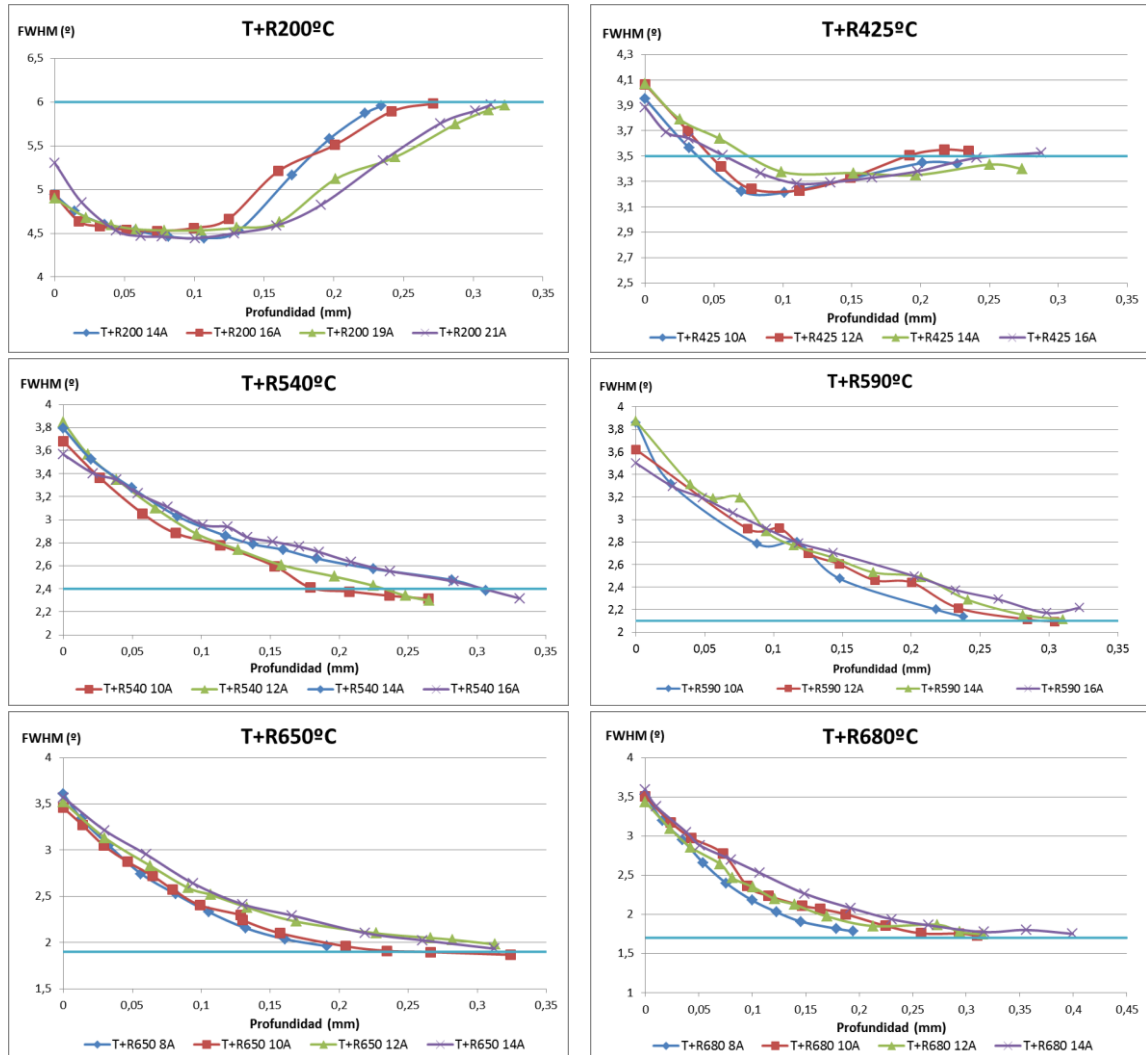 FWHM (º)
T+R200ºC
6,5
6
5,5
5
4,5
4
0 0,05 0,1 0,15 0,2 0,25 0,3 0,35
Profundidad (mm)
T+R200 14A T+R200 16A T+R200 19A T+R200 21A
FWHM (º)
T+R425ºC
4,3
4,1
3,9
3,7
3,5
3,3
3,1
2,9
2,7
2,5
0 0,05 0,1 0,15 0,2 0,25 0,3 0,35
Profundidad (mm)
T+R425 10A T+R425 12A T+R425 14A T+R425 16A
FWHM (º)
T+R540ºC
4
3,8
3,6
3,4
3,2
3
2,8
2,6
2,4
2,2
2
0 0,05 0,1 0,15 0,2 0,25 0,3 0,35
Profundidad (mm)
T+R540 10A T+R540 12A T+R540 14A T+R540 16A
FWHM (º)
T+R590ºC
4
3,8
3,6
3,4
3,2
3
2,8
2,6
2,4
2,2
2
0 0,05 0,1 0,15 0,2 0,25 0,3 0,35
Profundidad (mm)
T+R590 10A T+R590 12A T+R590 14A T+R590 16A
FWHM (º)
T+R650ºC
4
3,5
3
2,5
2
1,5
0 0,05 0,1 0,15 0,2 0,25 0,3 0,35
Profundidad (mm)
T+R650 8A T+R650 10A T+R650 12A T+R650 14A
FWHM (º)
T+R680ºC
4
3,5
3
2,5
2
1,5
1
0 0,05 0,1 0,15 0,2 0,25 0,3 0,35 0,4 0,45
Profundidad (mm)
T+R680 8A T+R680 10A T+R680 12A T+R680 14A